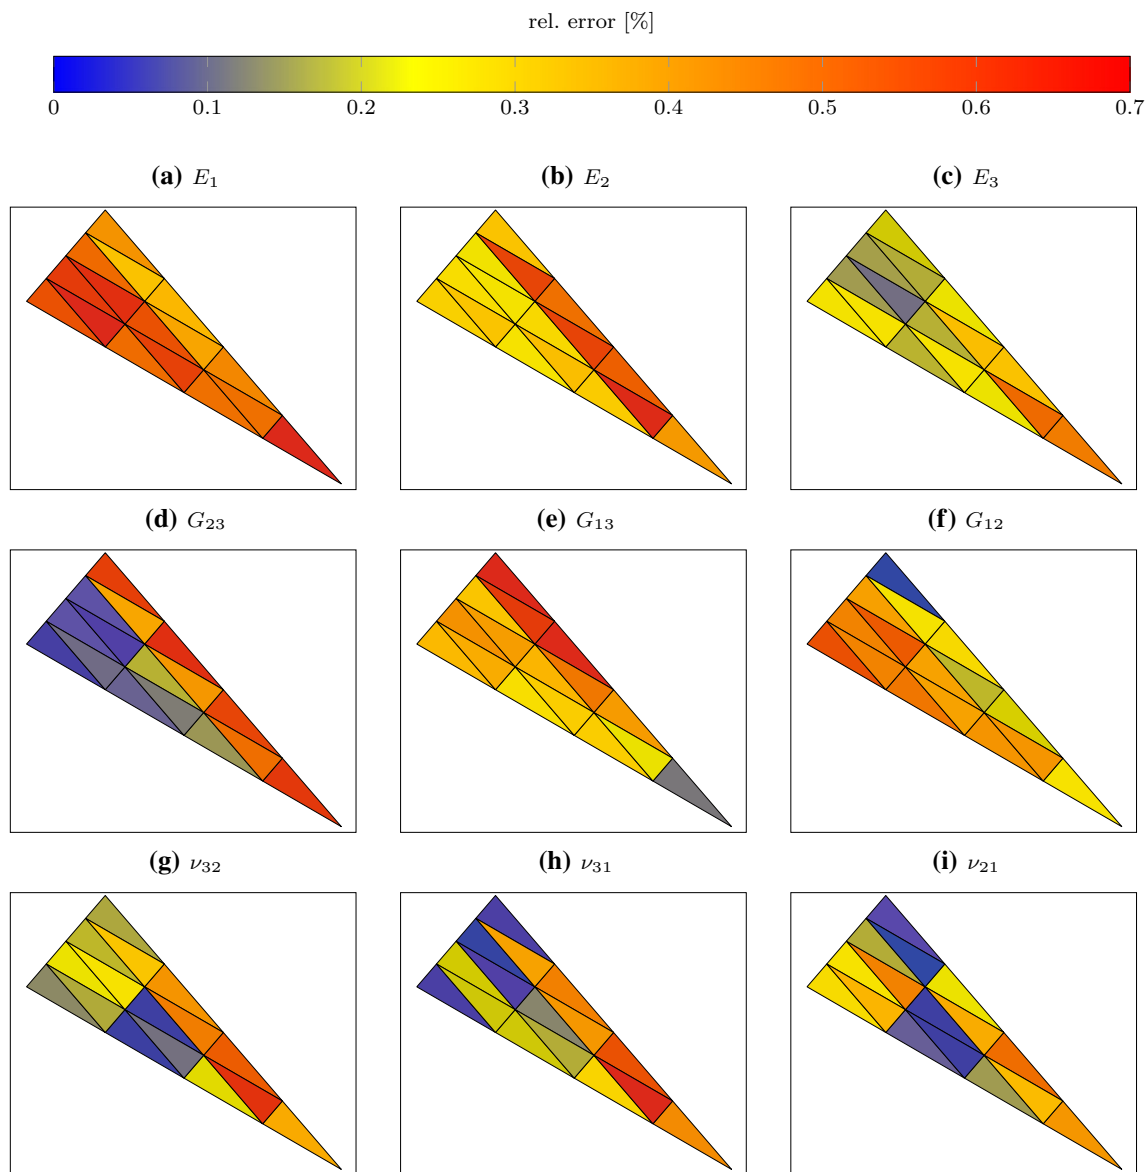 rel. error [%]
0 0.1 0.2 0.3 0.4 0.5 0.6 0.7
(a) E₁ (b) E₂ (c) E₃
(d) G₂₃ (e) G₁₃ (f) G₁₂
(g) ν₃₂ (h) ν₃₁ (i) ν₂₁